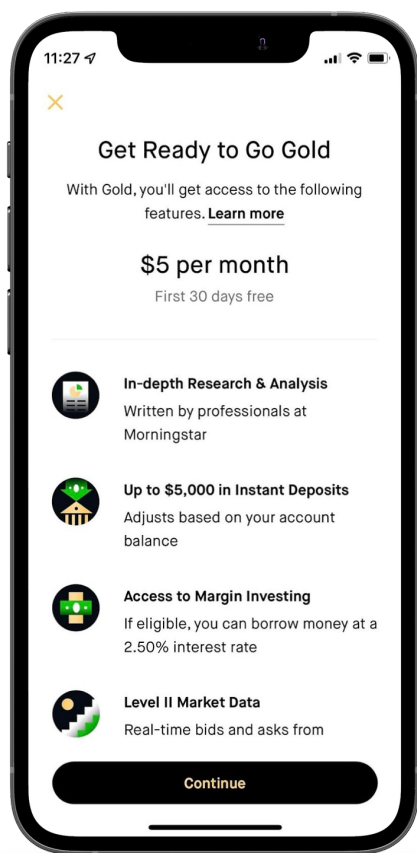 11:27
Get Ready to Go Gold
With Gold, you'll get access to the following
features. Learn more
$5 per month
First 30 days free
In-depth Research & Analysis
Written by professionals at
Morningstar
Up to $5,000 in Instant Deposits
Adjusts based on your account
balance
Access to Margin Investing
If eligible, you can borrow money at a
2.50% interest rate
Level II Market Data
Real-time bids and asks from
Continue